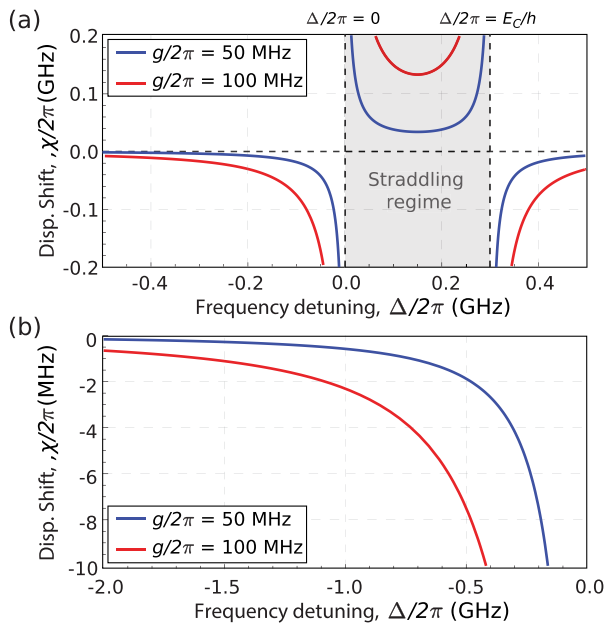 (a)
Δ/2π = 0
Δ/2π = E_C/h
g/2π = 50 MHz
g/2π = 100 MHz
Straddling
regime
Disp. Shift, ,χ/2π(GHz)
0.2
0.1
0.0
-0.1
-0.2
-0.4
-0.2
0.0
0.2
0.4
Frequency detuning, Δ/2π (GHz)
(b)
g/2π = 50 MHz
g/2π = 100 MHz
Disp. Shift, ,χ/2π(MHz)
0
-2
-4
-6
-8
-10
-2.0
-1.5
-1.0
-0.5
0.0
Frequency detuning, Δ/2π (GHz)